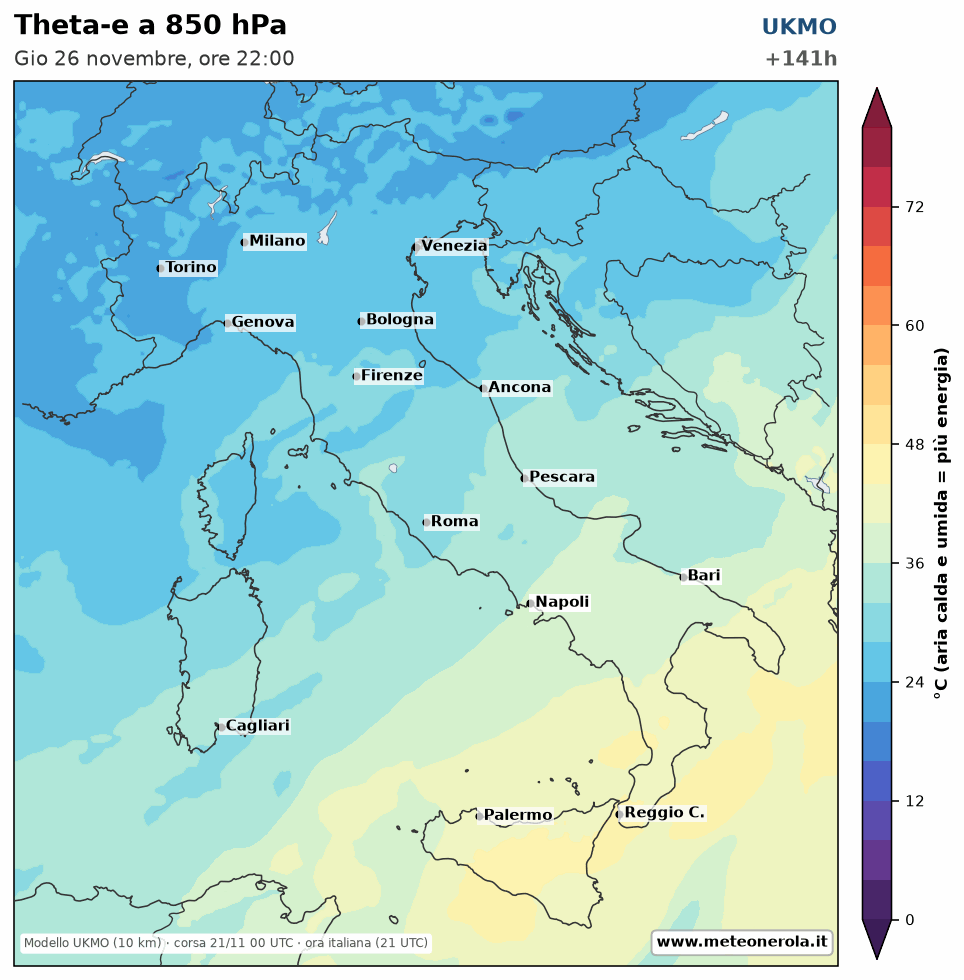 Theta-e a 850 hPa
UKMO
Gio 26 novembre, ore 22:00
+141h
Milano
Venezia
Torino
Genova
Bologna
Firenze
Ancona
Pescara
Roma
Bari
Napoli
Cagliari
Palermo
Reggio C.
72
60
48
36
24
12
0
°C (aria calda e umida = più energia)
Modello UKMO (10 km) · corsa 21/11 00 UTC · ora italiana (21 UTC)
www.meteonerola.it